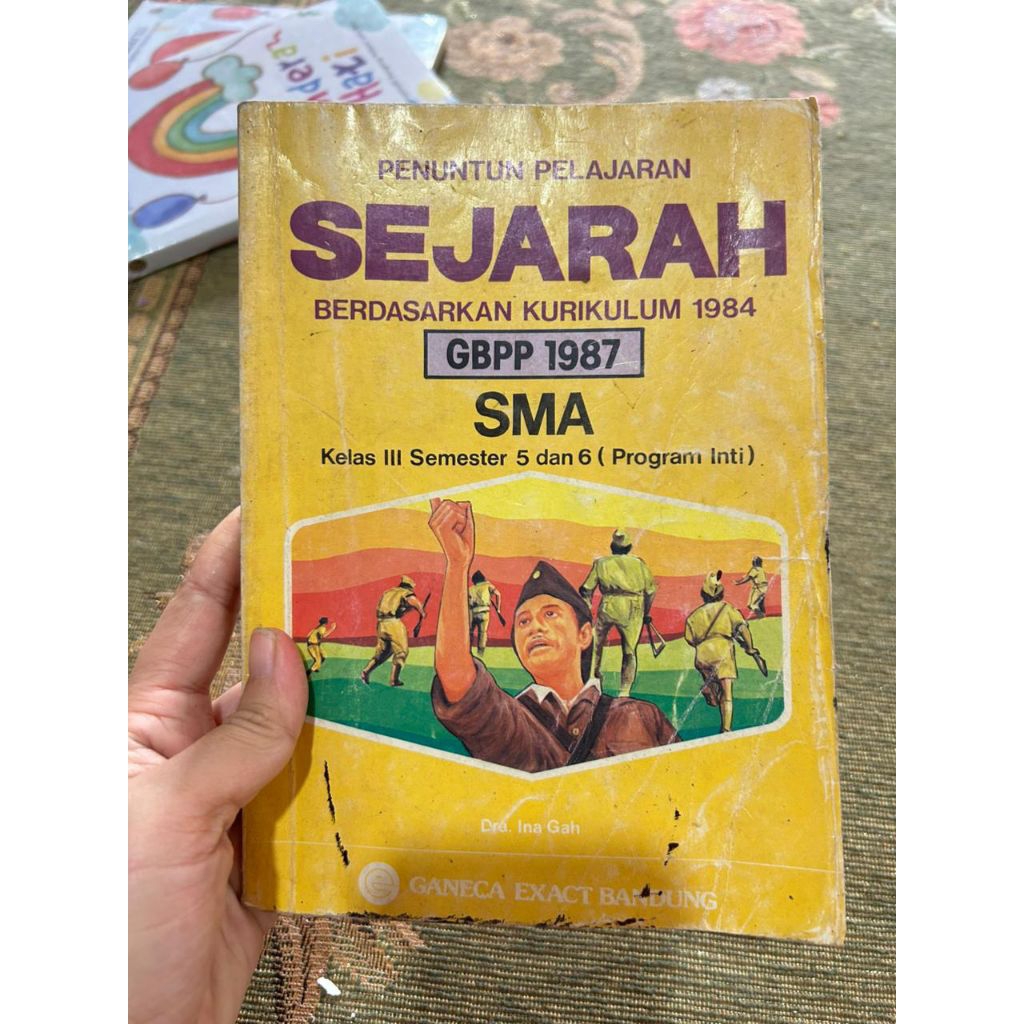 PENUNTUN PELAJARAN
SEJARAH
BERDASARKAN KURIKULUM 1984
GBPP 1987
SMA
Kelas III Semester 5 dan 6 ( Program Inti )
Dra. Ina Gah
GANECA EXACT BANDUNG
Hati